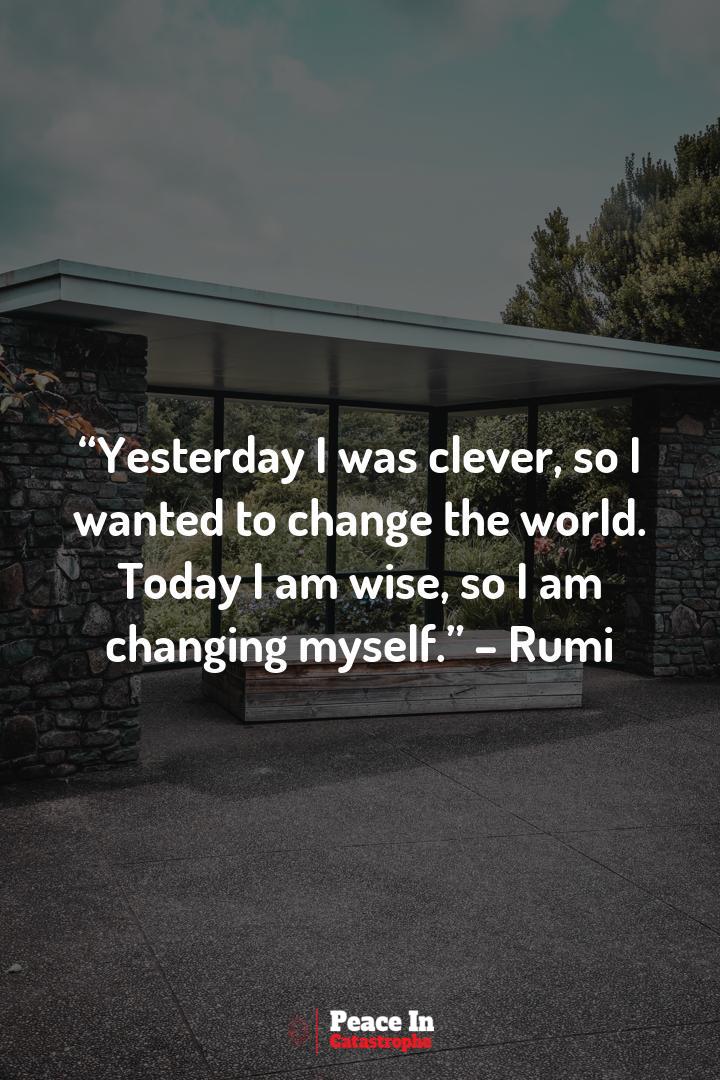 “Yesterday I was clever, so I
wanted to change the world.
Today I am wise, so I am
changing myself.” – Rumi
Peace In
Catastrophe